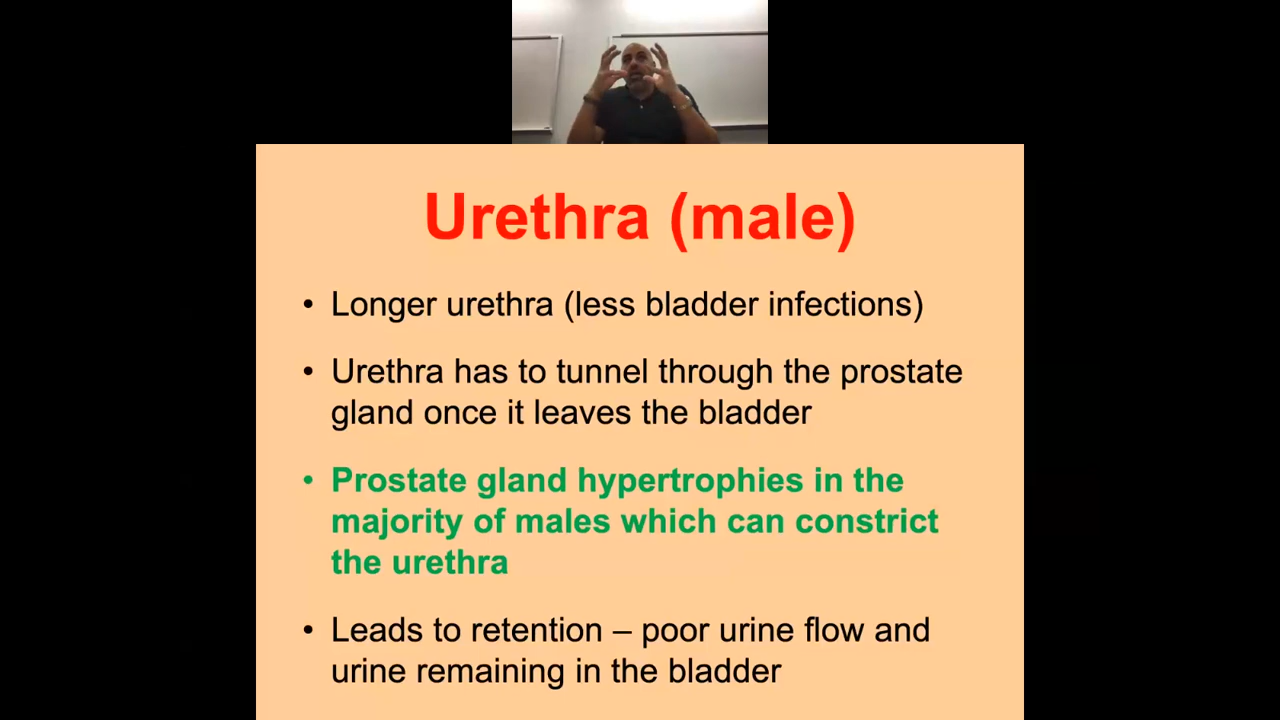 Urethra (male)
• Longer urethra (less bladder infections)
• Urethra has to tunnel through the prostate
gland once it leaves the bladder
• Prostate gland hypertrophies in the
majority of males which can constrict
the urethra
• Leads to retention – poor urine flow and
urine remaining in the bladder